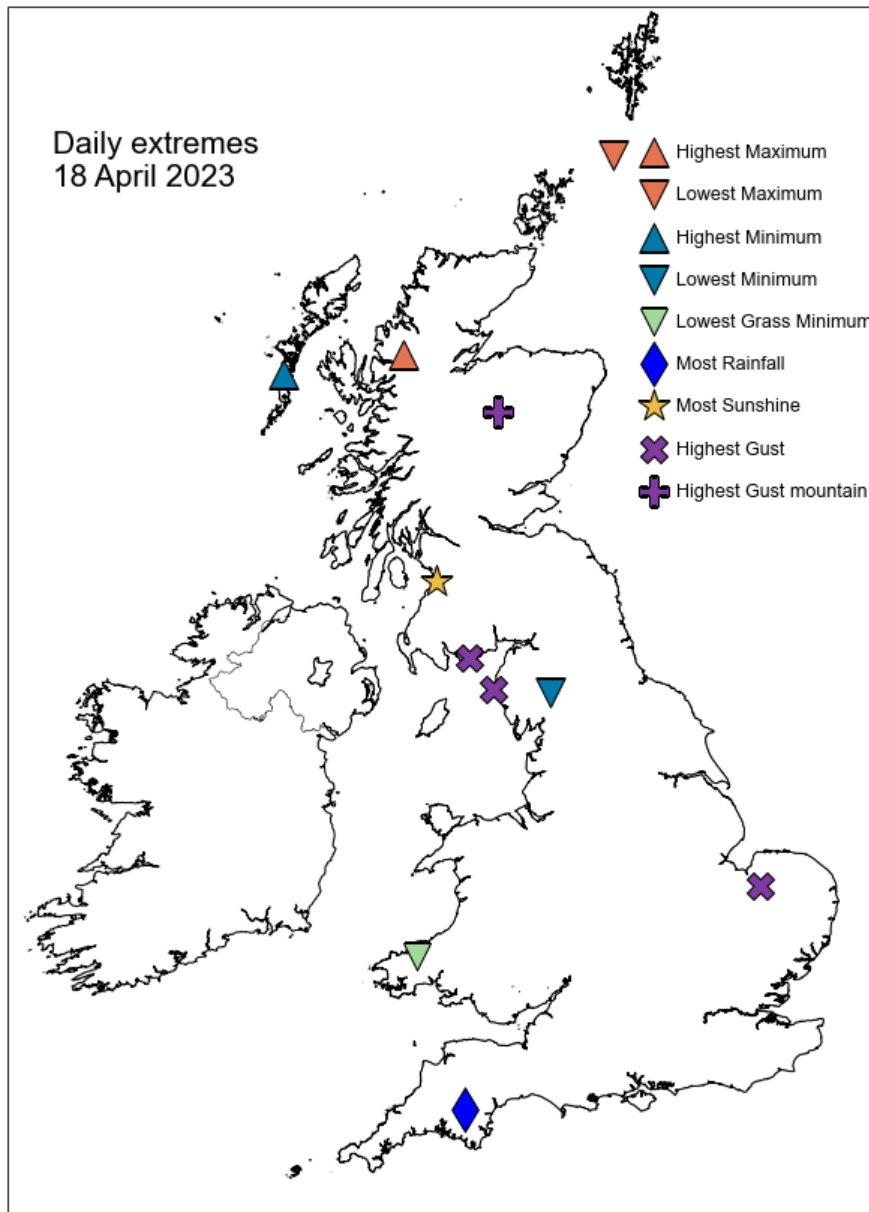 Daily extremes
18 April 2023
Highest Maximum
Lowest Maximum
Highest Minimum
Lowest Minimum
Lowest Grass Minimum
Most Rainfall
Most Sunshine
Highest Gust
Highest Gust mountain